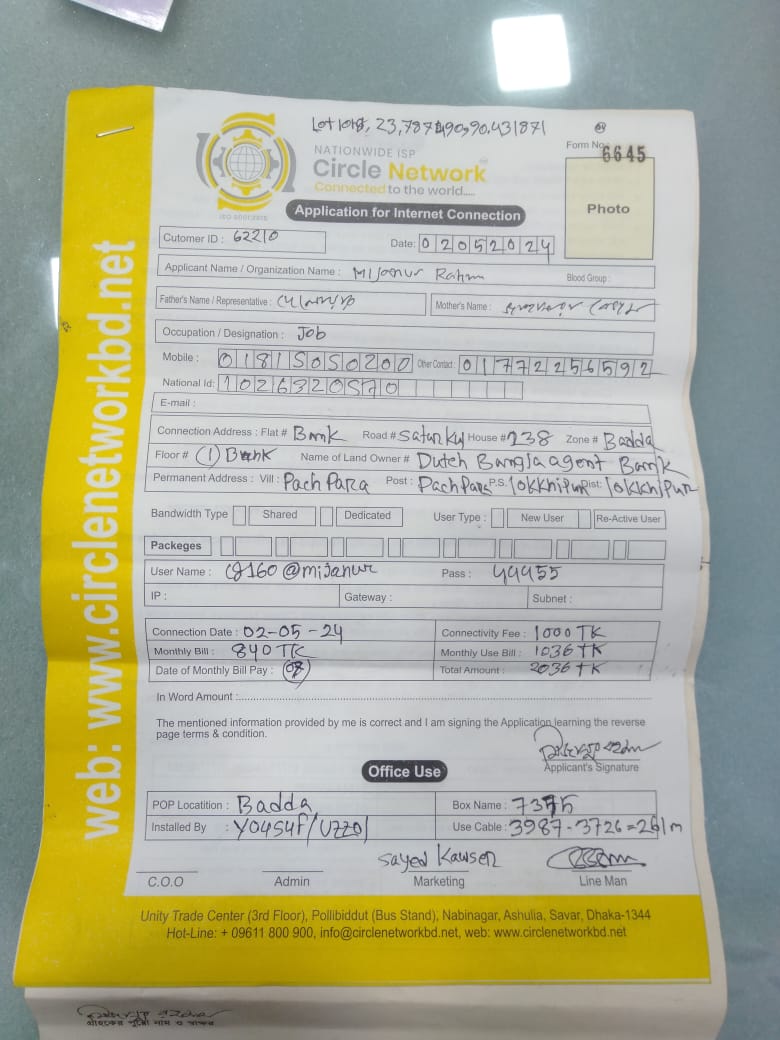 Lot 23,787490,90,431871
NATIONWIDE ISP
Circle Network
Connected to the world.....
ISO 9001:2015
Form No: 6645
Photo
Application for Internet Connection
Cutomer ID : 62210
Date: 02052024
Applicant Name / Organization Name : Mijanur Rahm
Blood Group :
Father's Name / Representative :
Mother's Name :
Occupation / Designation : Job
Mobile : 01815050200 Other Contact : 01772256592
National Id: 1026320570
E-mail :
Connection Address : Flat # Bank Road # Satarkul House # 238 Zone # Badda
Floor # (1) Bank Name of Land Owner # Dutch Bangla agent Bank
Permanent Address : Vill : Pach Para Post : Pach Para P.S: lokkhipur Dist: lokkhipur
Bandwidth Type Shared Dedicated User Type : New User Re-Active User
Packeges
User Name : @mijanur Pass : 44955
IP : Gateway : Subnet :
Connection Date : 02-05-24 Connectivity Fee : 1000 TK
Monthly Bill : 840 TK Monthly Use Bill : 1036 TK
Date of Monthly Bill Pay : Total Amount : 2036 TK
In Word Amount :
The mentioned information provided by me is correct and I am signing the Application learning the reverse
page terms & condition.
Applicant's Signature
Office Use
POP Locatition : Badda Box Name :
Installed By : Yousuf/Uzzol Use Cable : 3987-3726=261m
Sayed Kawser
C.O.O Admin Marketing Line Man
Unity Trade Center (3rd Floor), Pollibiddut (Bus Stand), Nabinagar, Ashulia, Savar, Dhaka-1344
Hot-Line: + 09611 800 900, info@circlenetworkbd.net, web: www.circlenetworkbd.net
web: www.circlenetworkbd.net
গ্রাহকের পুরো নাম ও স্বাক্ষর